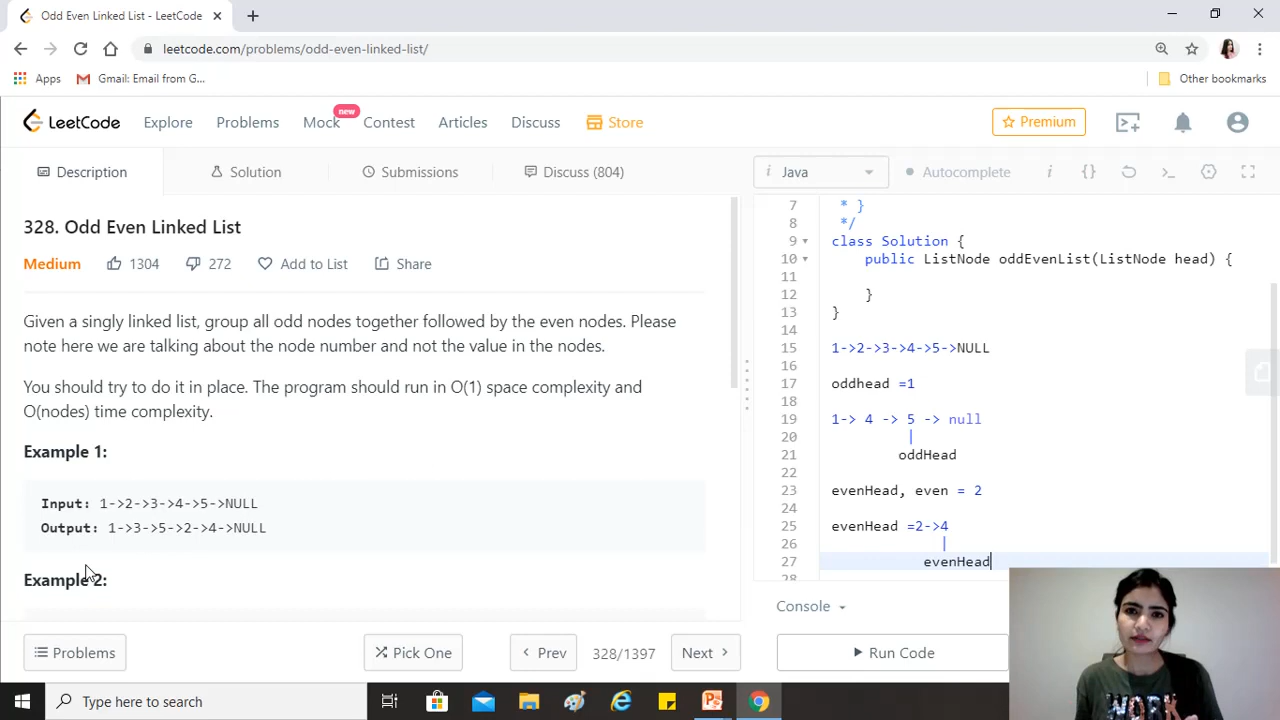 Odd Even Linked List - LeetCode
leetcode.com/problems/odd-even-linked-list/
Apps
Gmail: Email from G...
Other bookmarks
LeetCode
Explore
Problems
Mock
new
Contest
Articles
Discuss
Store
Premium
Description
Solution
Submissions
Discuss (804)
328. Odd Even Linked List
Medium
1304
272
Add to List
Share
Given a singly linked list, group all odd nodes together followed by the even nodes. Please
note here we are talking about the node number and not the value in the nodes.
You should try to do it in place. The program should run in O(1) space complexity and
O(nodes) time complexity.
Example 1:
Input: 1->2->3->4->5->NULL
Output: 1->3->5->2->4->NULL
Example 2:
Problems
Pick One
Prev
328/1397
Next
i Java
Autocomplete
7 * }
8 */
9 class Solution {
10 public ListNode oddEvenList(ListNode head) {
11
12 }
13 }
14
15 1->2->3->4->5->NULL
16
17 oddhead =1
18
19 1-> 4 -> 5 -> null
20 |
21 oddHead
22
23 evenHead, even = 2
24
25 evenHead =2->4
26 |
27 evenHead
28
Console
Run Code
WORK
Type here to search